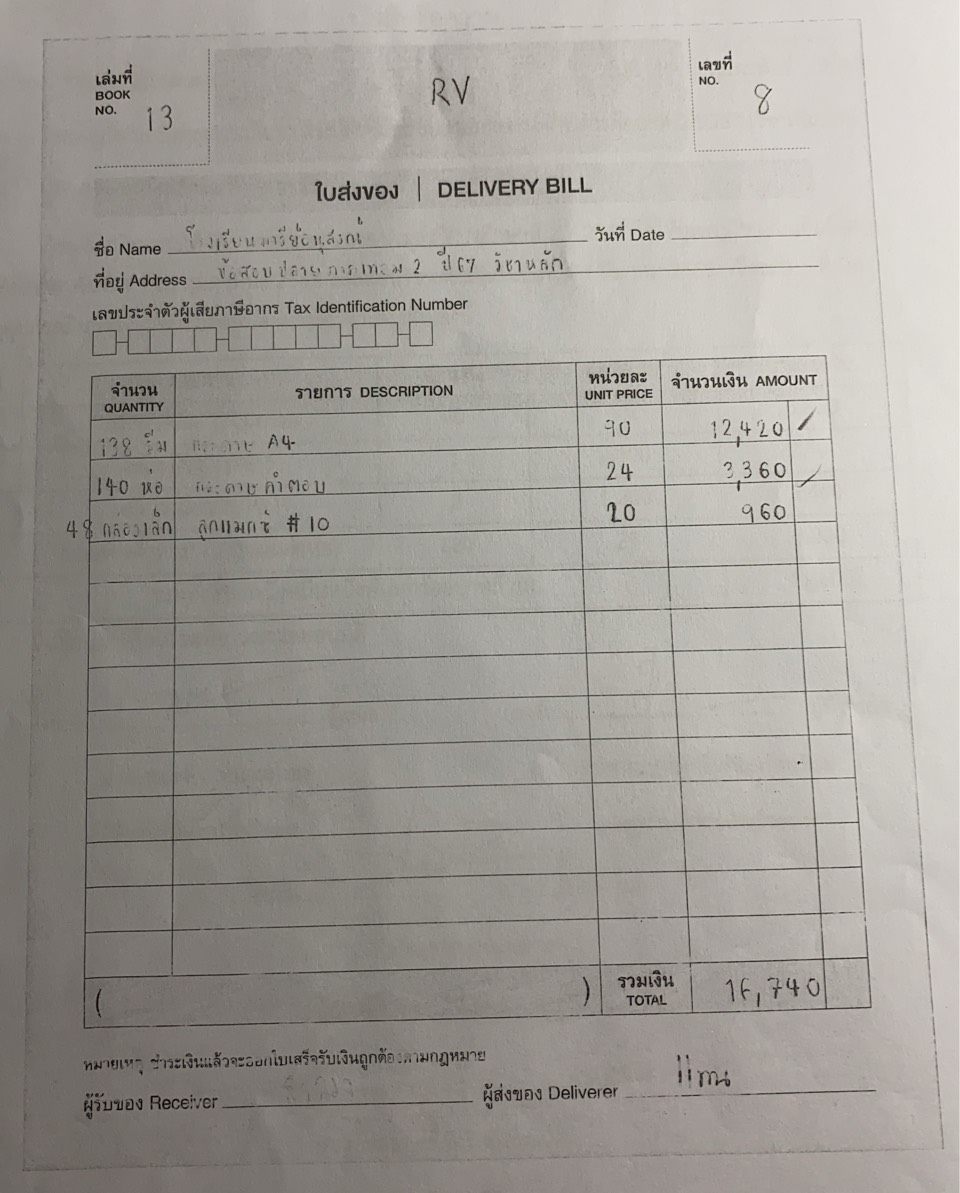 เล่มที่
BOOK
NO. 13
RV
เลขที่
NO. 8
ใบส่งของ | DELIVERY BILL
ชื่อ Name โรงเรียนนารีย์อนุสรณ์ วันที่ Date
ที่อยู่ Address ข้อสอบปลายภาคเทอม 2 ปี 67 วิชาหลัก
เลขประจำตัวผู้เสียภาษีอากร Tax Identification Number
จำนวน QUANTITY รายการ DESCRIPTION หน่วยละ UNIT PRICE จำนวนเงิน AMOUNT
138 รีม กระดาษ A4 90 12,420
140 ห่อ กระดาษคำตอบ 24 3,360
48 กล่องเล็ก ลูกแมกซ์ #10 20 960
( ) รวมเงิน TOTAL 16,740
หมายเหตุ ชำระเงินแล้วจะออกใบเสร็จรับเงินถูกต้องตามกฎหมาย
ผู้รับของ Receiver ผู้ส่งของ Deliverer แทน